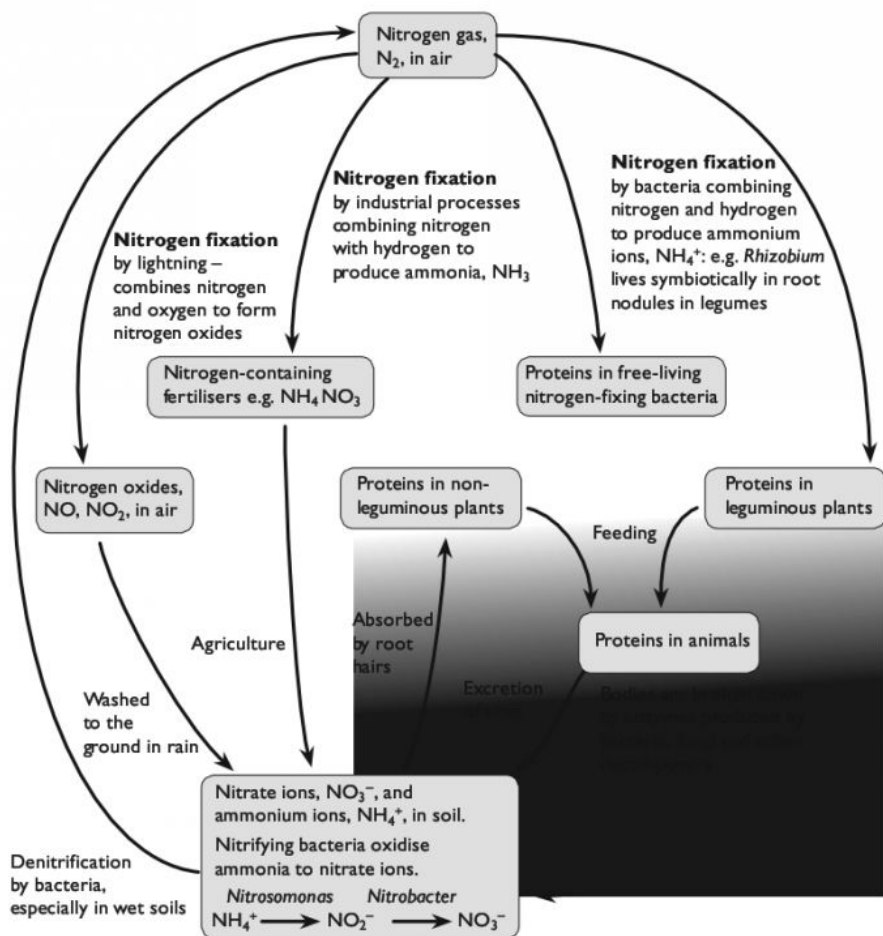 Nitrogen gas,
N₂, in air
Nitrogen fixation
by lightning –
combines nitrogen
and oxygen to form
nitrogen oxides
Nitrogen fixation
by industrial processes
combining nitrogen
with hydrogen to
produce ammonia, NH₃
Nitrogen fixation
by bacteria combining
nitrogen and hydrogen
to produce ammonium
ions, NH₄⁺: e.g. Rhizobium
lives symbiotically in root
nodules in legumes
Nitrogen-containing
fertilisers e.g. NH₄NO₃
Proteins in free-living
nitrogen-fixing bacteria
Nitrogen oxides,
NO, NO₂, in air
Proteins in non-
leguminous plants
Proteins in
leguminous plants
Feeding
Agriculture
Absorbed
by root
hairs
Proteins in animals
Excretion
Washed
to the
ground in rain
Nitrate ions, NO₃⁻, and
ammonium ions, NH₄⁺, in soil.
Nitrifying bacteria oxidise
ammonia to nitrate ions.
Nitrosomonas Nitrobacter
NH₄⁺ → NO₂⁻ → NO₃⁻
Denitrification
by bacteria,
especially in wet soils